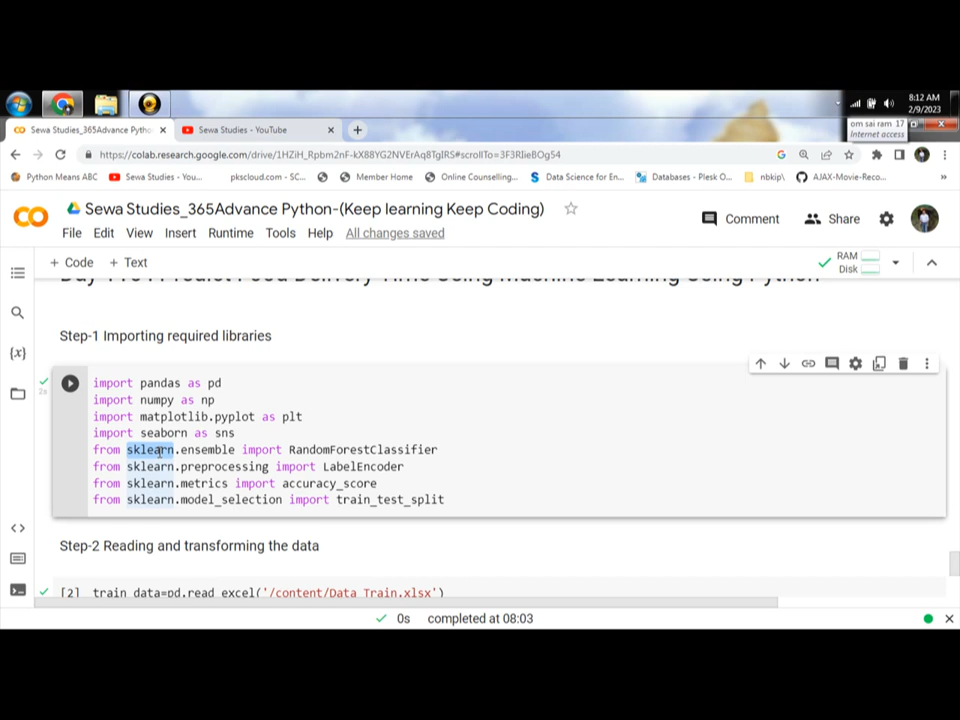 8:12 AM
2/9/2023
om sai ram 17
Internet access
Sewa Studies_365Advance Pytho
Sewa Studies - YouTube
https://colab.research.google.com/drive/1HZiH_Rpbm2nF-kX88YG2NVErAq8TgIRS#scrollTo=3F3RIieBOg54
Python Means ABC
Sewa Studies - You...
pkscloud.com - SC...
Member Home
Online Counselling...
Data Science for En...
Databases - Plesk O...
nbkip\
AJAX-Movie-Reco...
Sewa Studies_365Advance Python-(Keep learning Keep Coding)
Comment
Share
File Edit View Insert Runtime Tools Help All changes saved
+ Code + Text
RAM
Disk
Step-1 Importing required libraries
2s
import pandas as pd
import numpy as np
import matplotlib.pyplot as plt
import seaborn as sns
from sklearn.ensemble import RandomForestClassifier
from sklearn.preprocessing import LabelEncoder
from sklearn.metrics import accuracy_score
from sklearn.model_selection import train_test_split
Step-2 Reading and transforming the data
[2] train_data=pd.read_excel('/content/Data_Train.xlsx')
0s completed at 08:03